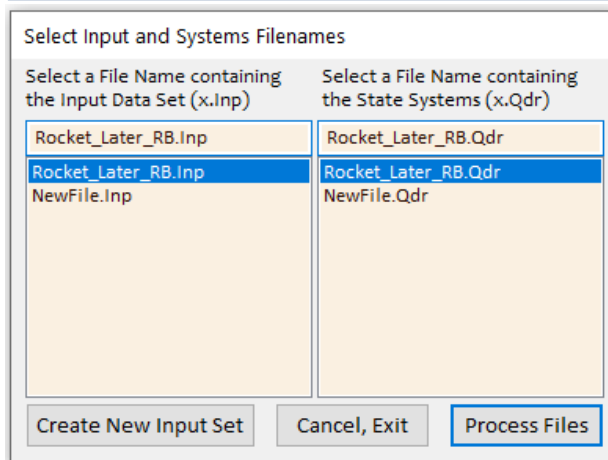 Select Input and Systems Filenames
Select a File Name containing
the Input Data Set (x.Inp)
Select a File Name containing
the State Systems (x.Qdr)
Rocket_Later_RB.Inp
Rocket_Later_RB.Qdr
Rocket_Later_RB.Inp
NewFile.Inp
Rocket_Later_RB.Qdr
NewFile.Qdr
Create New Input Set
Cancel, Exit
Process Files